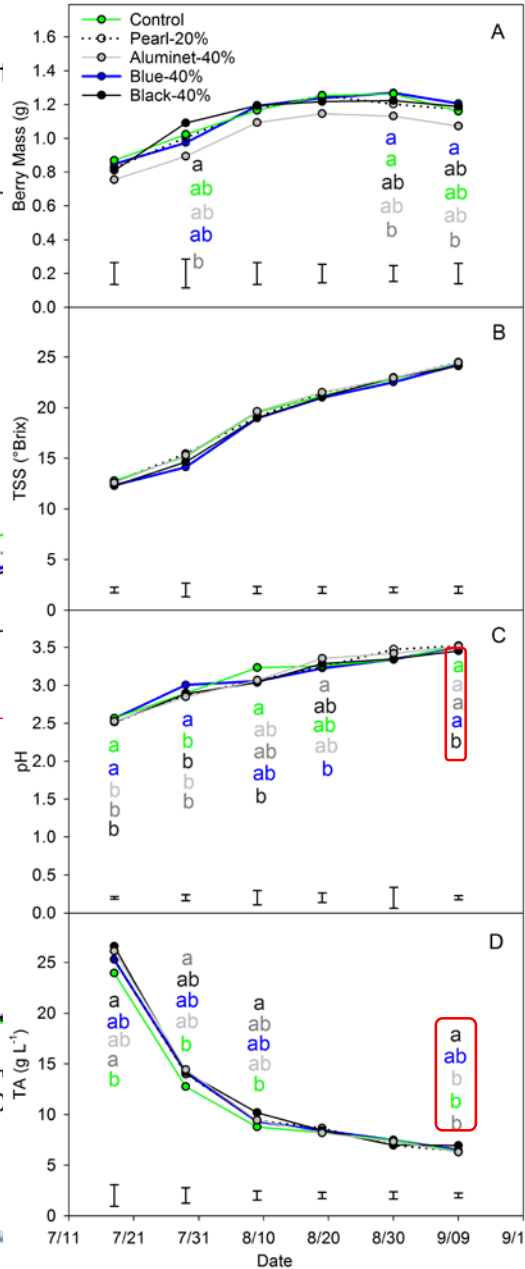 Control
Pearl-20%
Aluminet-40%
Blue-40%
Black-40%
A
1.6
1.4
1.2
1.0
0.8
0.6
0.4
0.2
0.0
Berry Mass (g)
a
ab
ab
ab
b
a
a
ab
ab
b
a
ab
ab
ab
b
B
25
20
15
10
5
0
TSS (°Brix)
C
3.5
3.0
2.5
2.0
1.5
1.0
0.5
0.0
pH
a
a
b
b
b
a
b
b
b
b
a
ab
ab
ab
b
a
ab
ab
ab
b
a
a
a
a
b
D
25
20
15
10
5
0
TA (g L-1)
a
ab
ab
a
b
a
ab
ab
ab
b
a
ab
ab
ab
b
a
ab
b
b
b
7/11 7/21 7/31 8/10 8/20 8/30 9/09 9/1
Date